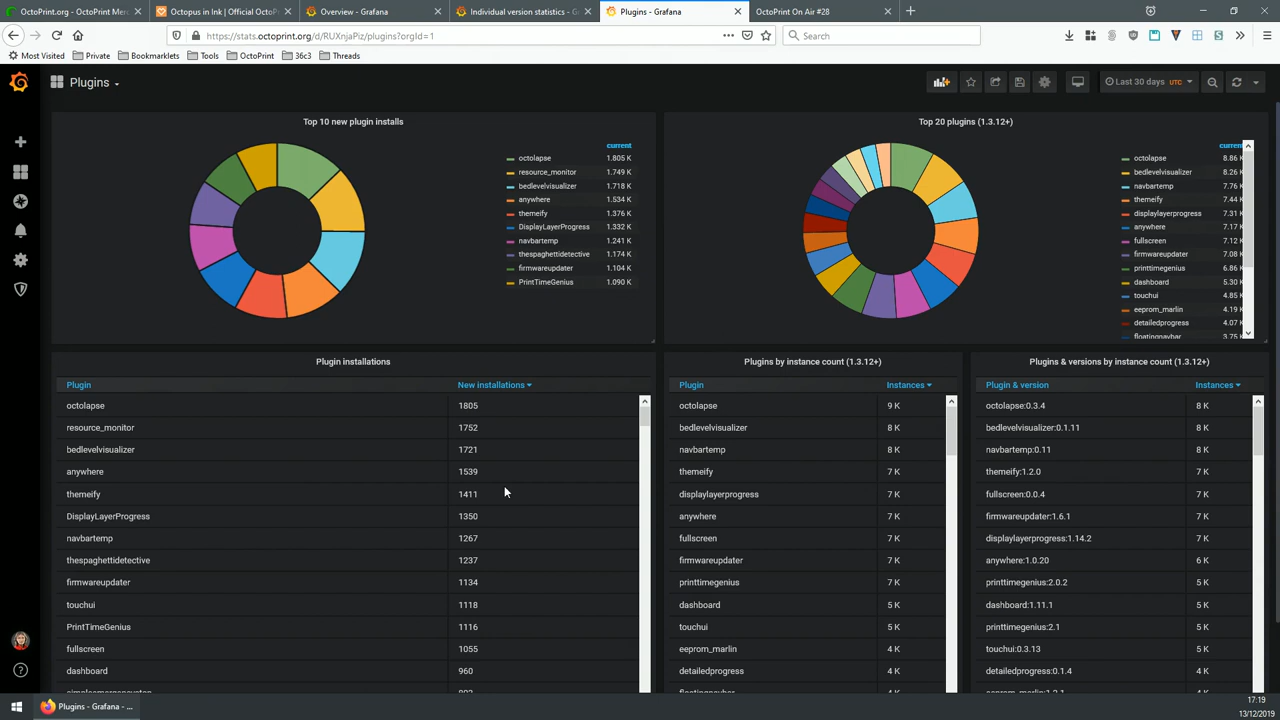 OctoPrint.org - OctoPrint Merc
Octopus in Ink | Official OctoP
Overview - Grafana
Individual version statistics - G
Plugins - Grafana
OctoPrint On Air #28
https://stats.octoprint.org/d/RUXnjaPiz/plugins?orgId=1
Search
Most Visited
Private
Bookmarklets
Tools
OctoPrint
36c3
Threads
Plugins
Last 30 days UTC
Top 10 new plugin installs
current
octolapse 1.805 K
resource_monitor 1.749 K
bedlevelvisualizer 1.718 K
anywhere 1.534 K
themeify 1.376 K
DisplayLayerProgress 1.332 K
navbartemp 1.241 K
thespaghettidetective 1.174 K
firmwareupdater 1.104 K
PrintTimeGenius 1.090 K
Top 20 plugins (1.3.12+)
current
octolapse 8.86 K
bedlevelvisualizer 8.26 K
navbartemp 7.76 K
themeify 7.44 K
displaylayerprogress 7.31 K
anywhere 7.17 K
fullscreen 7.12 K
firmwareupdater 7.08 K
printtimegenius 6.86 K
dashboard 5.30 K
touchui 4.85 K
eeprom_marlin 4.19 K
detailedprogress 4.07 K
floatingnavbar 3.75 K
Plugin installations
Plugin New installations
octolapse 1805
resource_monitor 1752
bedlevelvisualizer 1721
anywhere 1539
themeify 1411
DisplayLayerProgress 1350
navbartemp 1267
thespaghettidetective 1237
firmwareupdater 1134
touchui 1118
PrintTimeGenius 1116
fullscreen 1055
dashboard 960
Plugins by instance count (1.3.12+)
Plugin Instances
octolapse 9 K
bedlevelvisualizer 8 K
navbartemp 8 K
themeify 7 K
displaylayerprogress 7 K
anywhere 7 K
fullscreen 7 K
firmwareupdater 7 K
printtimegenius 7 K
dashboard 5 K
touchui 5 K
eeprom_marlin 4 K
detailedprogress 4 K
floatingnavbar 4 K
Plugins & versions by instance count (1.3.12+)
Plugin & version Instances
octolapse:0.3.4 8 K
bedlevelvisualizer:0.1.11 8 K
navbartemp:0.11 8 K
themeify:1.2.0 7 K
fullscreen:0.0.4 7 K
firmwareupdater:1.6.1 7 K
displaylayerprogress:1.14.2 7 K
anywhere:1.0.20 6 K
printtimegenius:2.0.2 5 K
dashboard:1.11.1 5 K
printtimegenius:2.1 5 K
touchui:0.3.13 5 K
detailedprogress:0.1.4 4 K
Plugins - Grafana - ...
17:19
13/12/2019